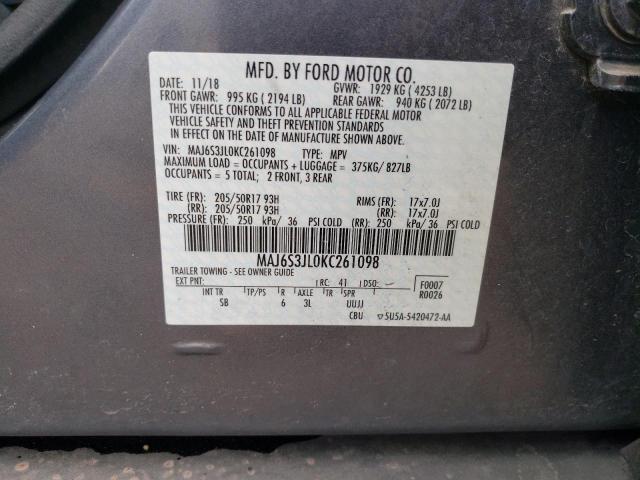 MFD. BY FORD MOTOR CO.
DATE: 11/18 GVWR: 1929 KG ( 4253 LB)
FRONT GAWR: 995 KG ( 2194 LB) REAR GAWR: 940 KG ( 2072 LB)
THIS VEHICLE CONFORMS TO ALL APPLICABLE FEDERAL MOTOR
VEHICLE SAFETY AND THEFT PREVENTION STANDARDS
IN EFFECT ON THE DATE OF MANUFACTURE SHOWN ABOVE.
VIN: MAJ6S3JL0KC261098 TYPE: MPV
MAXIMUM LOAD = OCCUPANTS + LUGGAGE = 375KG/ 827LB
OCCUPANTS = 5 TOTAL; 2 FRONT, 3 REAR
TIRE (FR): 205/50R17 93H RIMS (FR): 17x7.0J
(RR): 205/50R17 93H (RR): 17x7.0J
PRESSURE (FR): 250 kPa/ 36 PSI COLD (RR): 250 kPa/ 36 PSI COLD
MAJ6S3JL0KC261098
TRAILER TOWING - SEE OWNER GUIDE
EXT PNT: RC: 41 DSO: F0007
R0026
INT TR TP/PS R AXLE TR SPR
SB 6 3L UUJJ
CBU 5U5A-5420472-AA